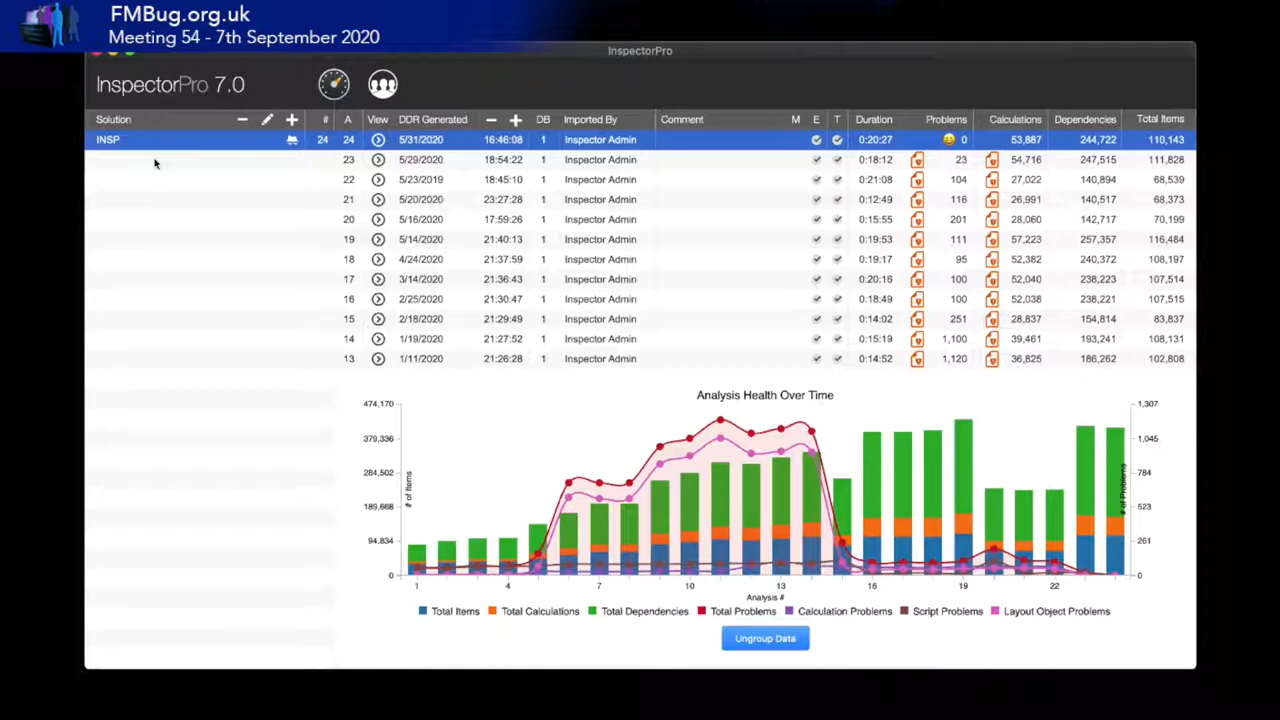 FMBug.org.uk
Meeting 54 - 7th September 2020
InspectorPro
InspectorPro 7.0
Solution # A View DDR Generated DB Imported By Comment M E T Duration Problems Calculations Dependencies Total Items
INSP 24 24 5/31/2020 16:46:08 1 Inspector Admin 0:20:27 0 53,887 244,722 110,143
23 5/29/2020 18:54:22 1 Inspector Admin 0:18:12 23 54,716 247,515 111,828
22 5/23/2019 18:45:10 1 Inspector Admin 0:21:08 104 27,022 140,894 68,539
21 5/20/2020 23:27:28 1 Inspector Admin 0:12:49 116 26,991 140,517 68,373
20 5/16/2020 17:59:26 1 Inspector Admin 0:15:55 201 28,060 142,717 70,199
19 5/14/2020 21:40:13 1 Inspector Admin 0:19:53 111 57,223 257,357 116,484
18 4/24/2020 21:37:59 1 Inspector Admin 0:19:17 95 52,382 240,372 108,197
17 3/14/2020 21:36:43 1 Inspector Admin 0:20:16 100 52,040 238,223 107,514
16 2/25/2020 21:30:47 1 Inspector Admin 0:18:49 100 52,038 238,221 107,515
15 2/18/2020 21:29:49 1 Inspector Admin 0:14:02 251 28,837 154,814 83,837
14 1/19/2020 21:27:52 1 Inspector Admin 0:15:19 1,100 39,461 193,241 108,131
13 1/11/2020 21:26:28 1 Inspector Admin 0:14:52 1,120 36,825 186,262 102,808
Analysis Health Over Time
474,170 1,307
379,336 1,045
284,502 784
# of Items # of Problems
189,668 523
94,834 261
0 0
1 4 7 10 13 16 19 22
Analysis #
Total Items Total Calculations Total Dependencies Total Problems Calculation Problems Script Problems Layout Object Problems
Ungroup Data